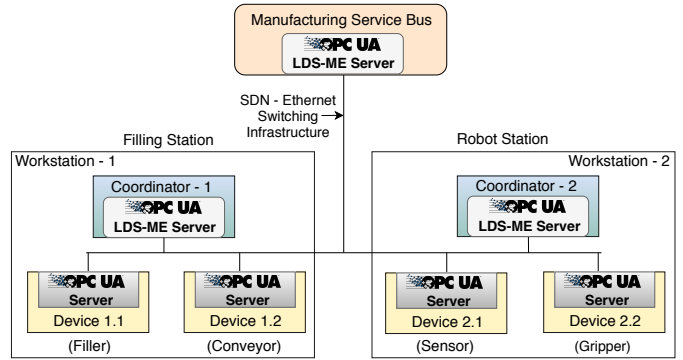 Manufacturing Service Bus
OPC UA
LDS-ME Server
SDN - Ethernet
Switching
Infrastructure
Filling Station
Robot Station
Workstation - 1
Workstation - 2
Coordinator - 1
OPC UA
LDS-ME Server
Coordinator - 2
OPC UA
LDS-ME Server
OPC UA
Server
Device 1.1
(Filler)
OPC UA
Server
Device 1.2
(Conveyor)
OPC UA
Server
Device 2.1
(Sensor)
OPC UA
Server
Device 2.2
(Gripper)